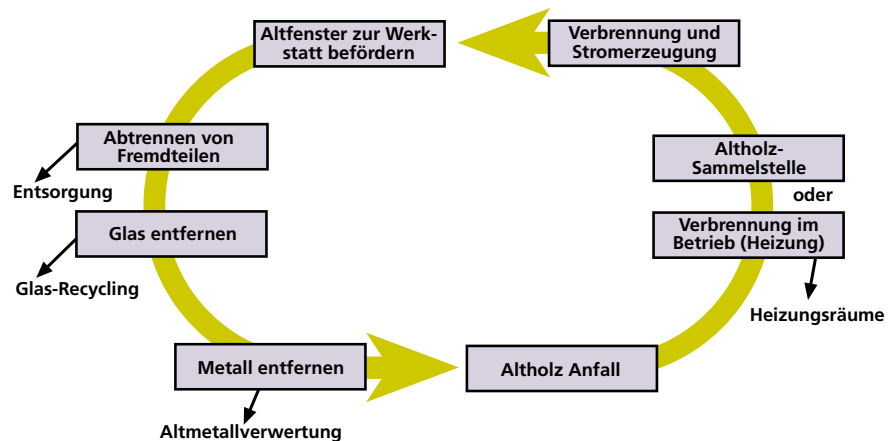 Altfenster zur Werk-
statt befördern
Verbrennung und
Stromerzeugung
Abtrennen von
Fremdteilen
Entsorgung
Glas entfernen
Glas-Recycling
Metall entfernen
Altmetallverwertung
Altholz Anfall
Altholz-
Sammelstelle
oder
Verbrennung im
Betrieb (Heizung)
Heizungsräume